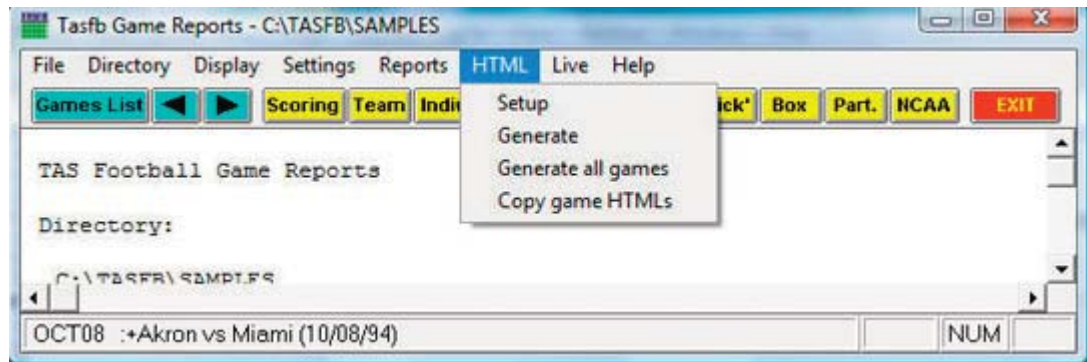 Tasfb Game Reports - C:\TASFB\SAMPLES
File Directory Display Settings Reports HTML Live Help
Games List Scoring Team Box Part. NCAA EXIT
Setup
Generate
Generate all games
Copy game HTMLs
TAS Football Game Reports
Directory:
C:\TASFB\SAMPLES
OCT08 :+Akron vs Miami (10/08/94) NUM